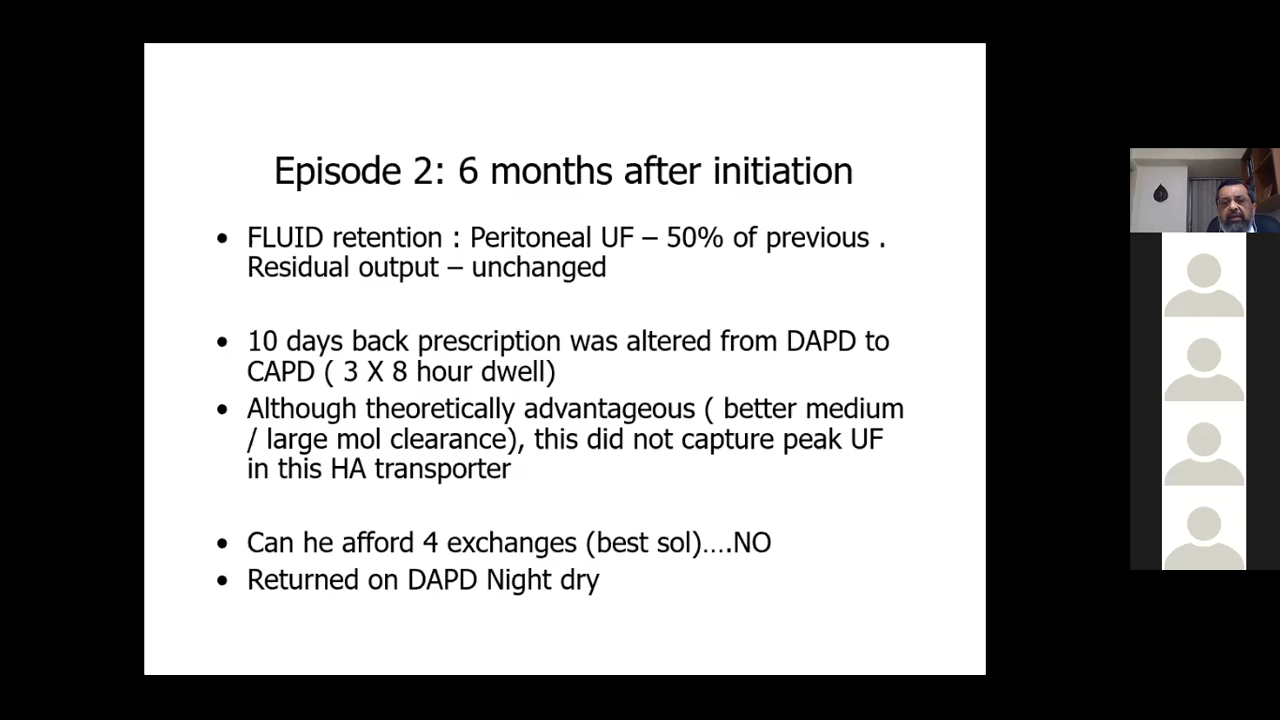 Episode 2: 6 months after initiation
• FLUID retention : Peritoneal UF – 50% of previous .
Residual output – unchanged
• 10 days back prescription was altered from DAPD to
CAPD ( 3 X 8 hour dwell)
• Although theoretically advantageous ( better medium
/ large mol clearance), this did not capture peak UF
in this HA transporter
• Can he afford 4 exchanges (best sol)....NO
• Returned on DAPD Night dry